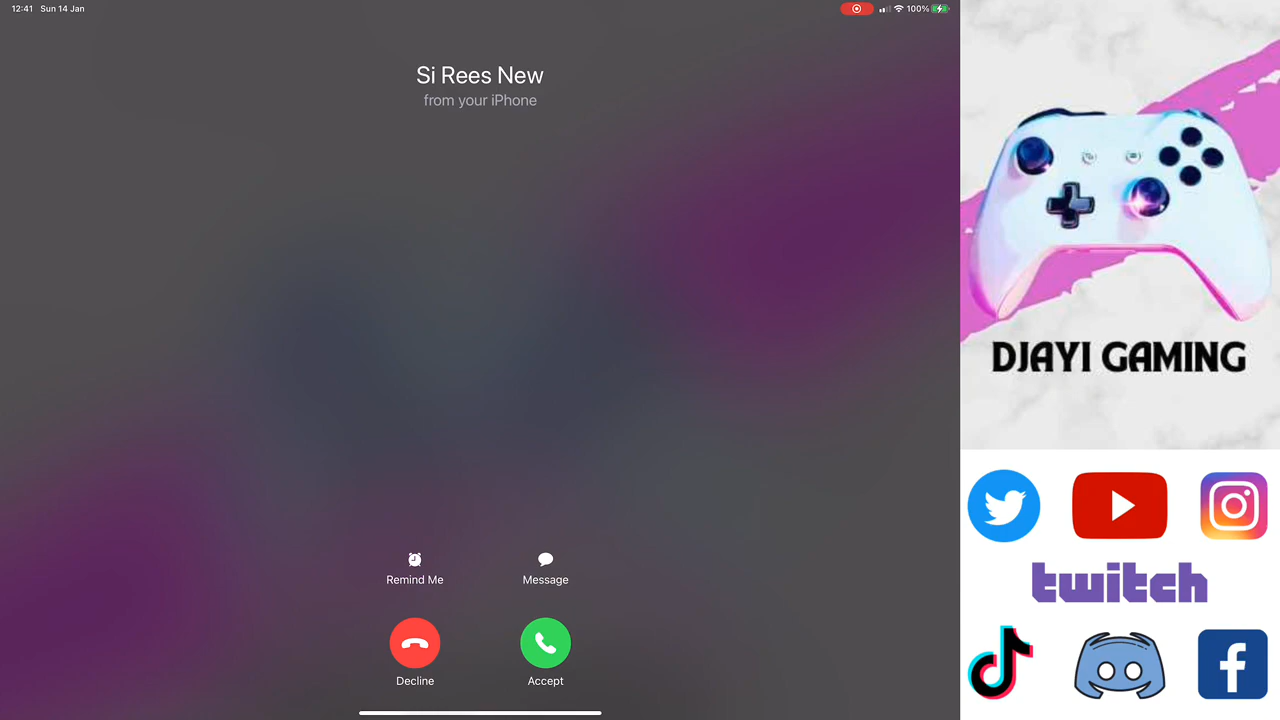 12:41 Sun 14 Jan
100%
Si Rees New
from your iPhone
Remind Me
Message
Decline
Accept
DJAYI GAMING
twitch